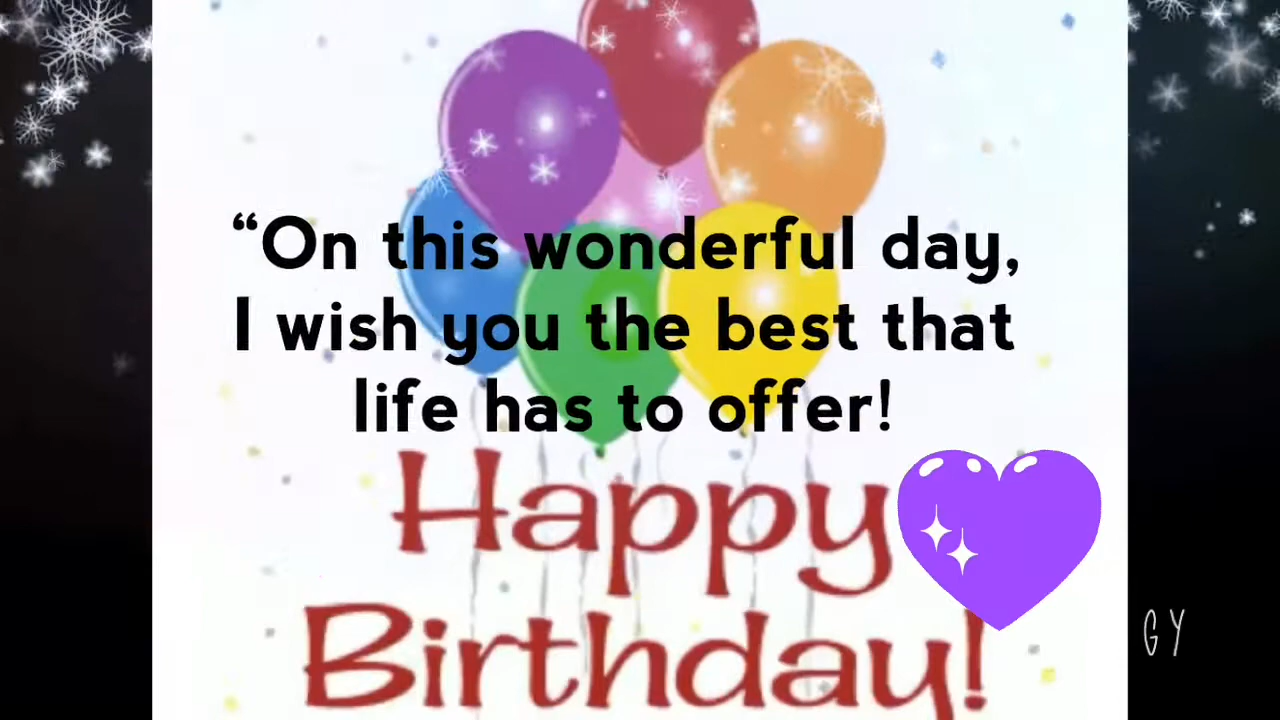 “On this wonderful day,
I wish you the best that
life has to offer!
Happy
Birthday!
GY